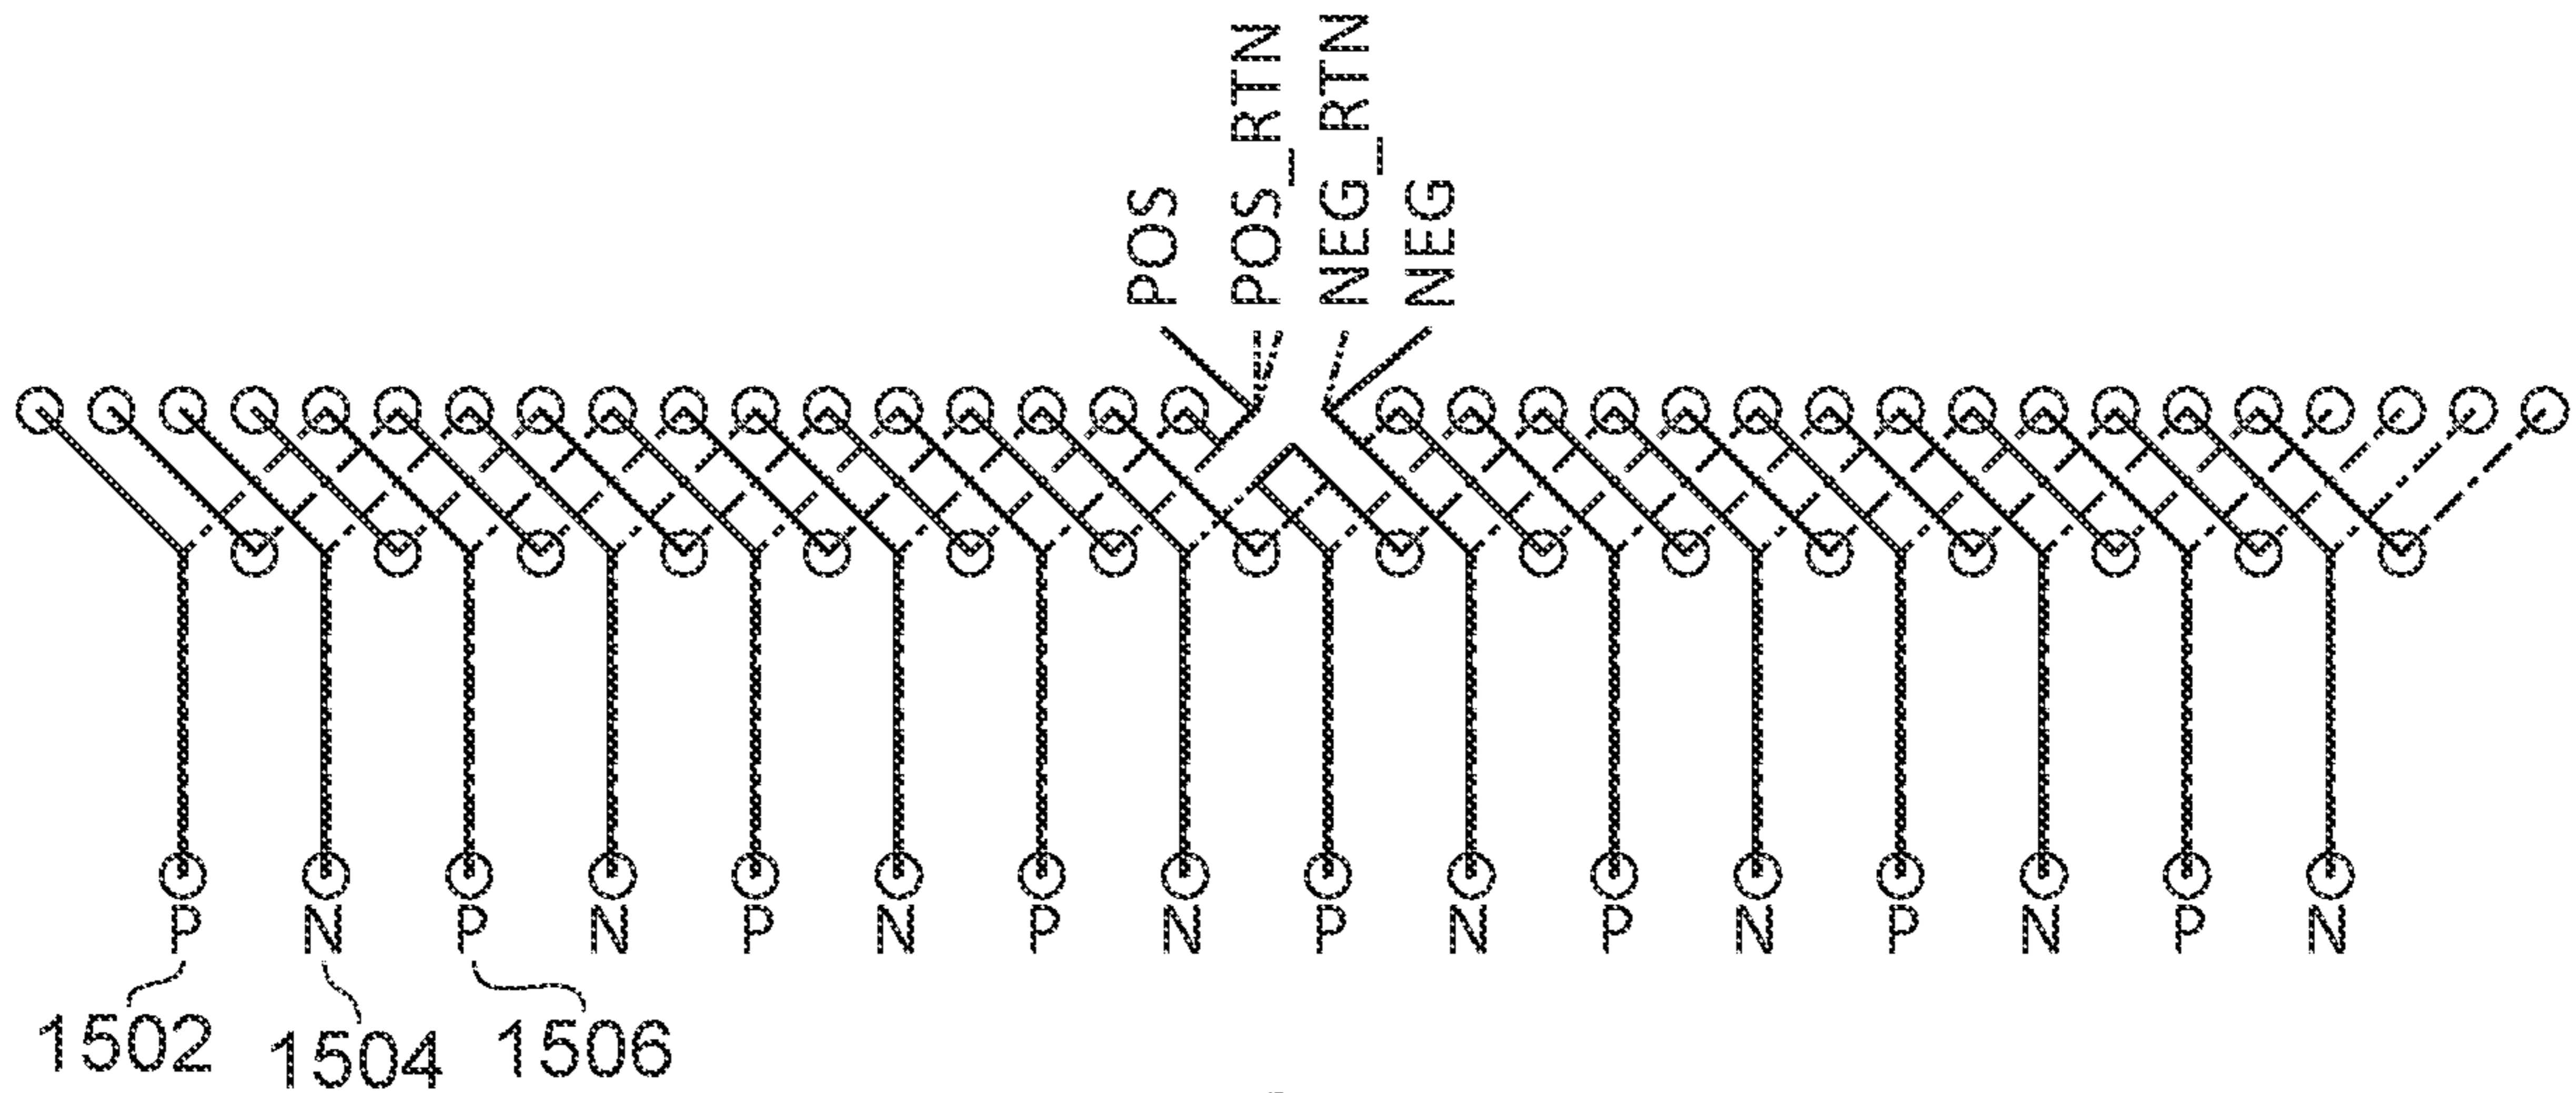 POS
POS_RTN
NEG_RTN
NEG
P N P N P N P N P N P N P N P N
1502 1504 1506